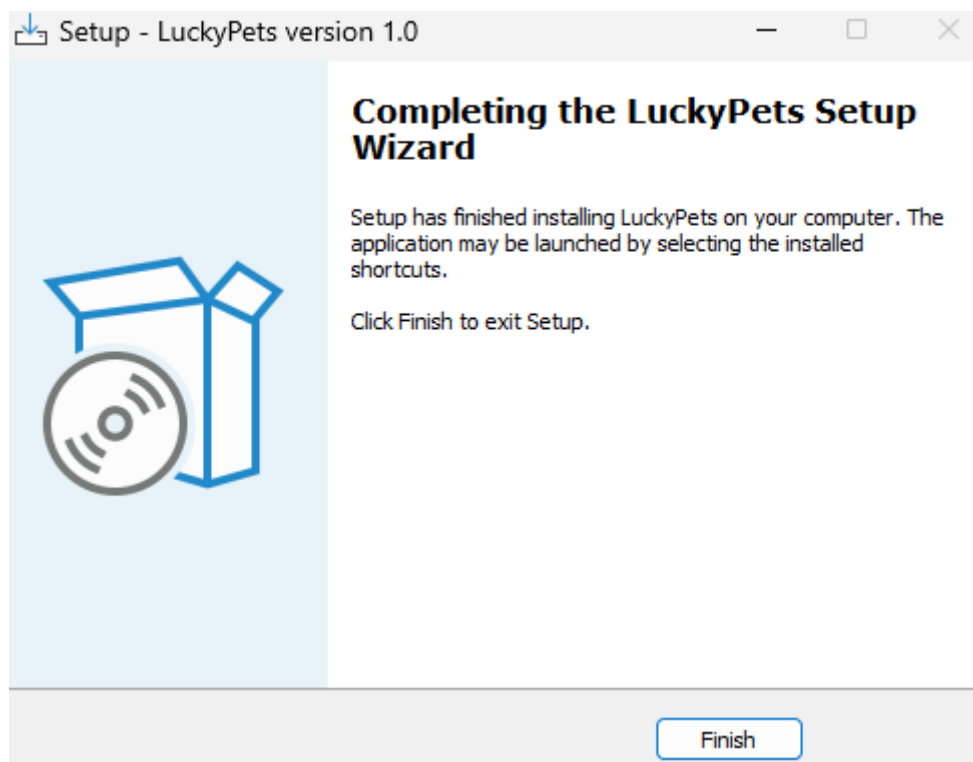 Setup - LuckyPets version 1.0
Completing the LuckyPets Setup
Wizard
Setup has finished installing LuckyPets on your computer. The
application may be launched by selecting the installed
shortcuts.
Click Finish to exit Setup.
Finish